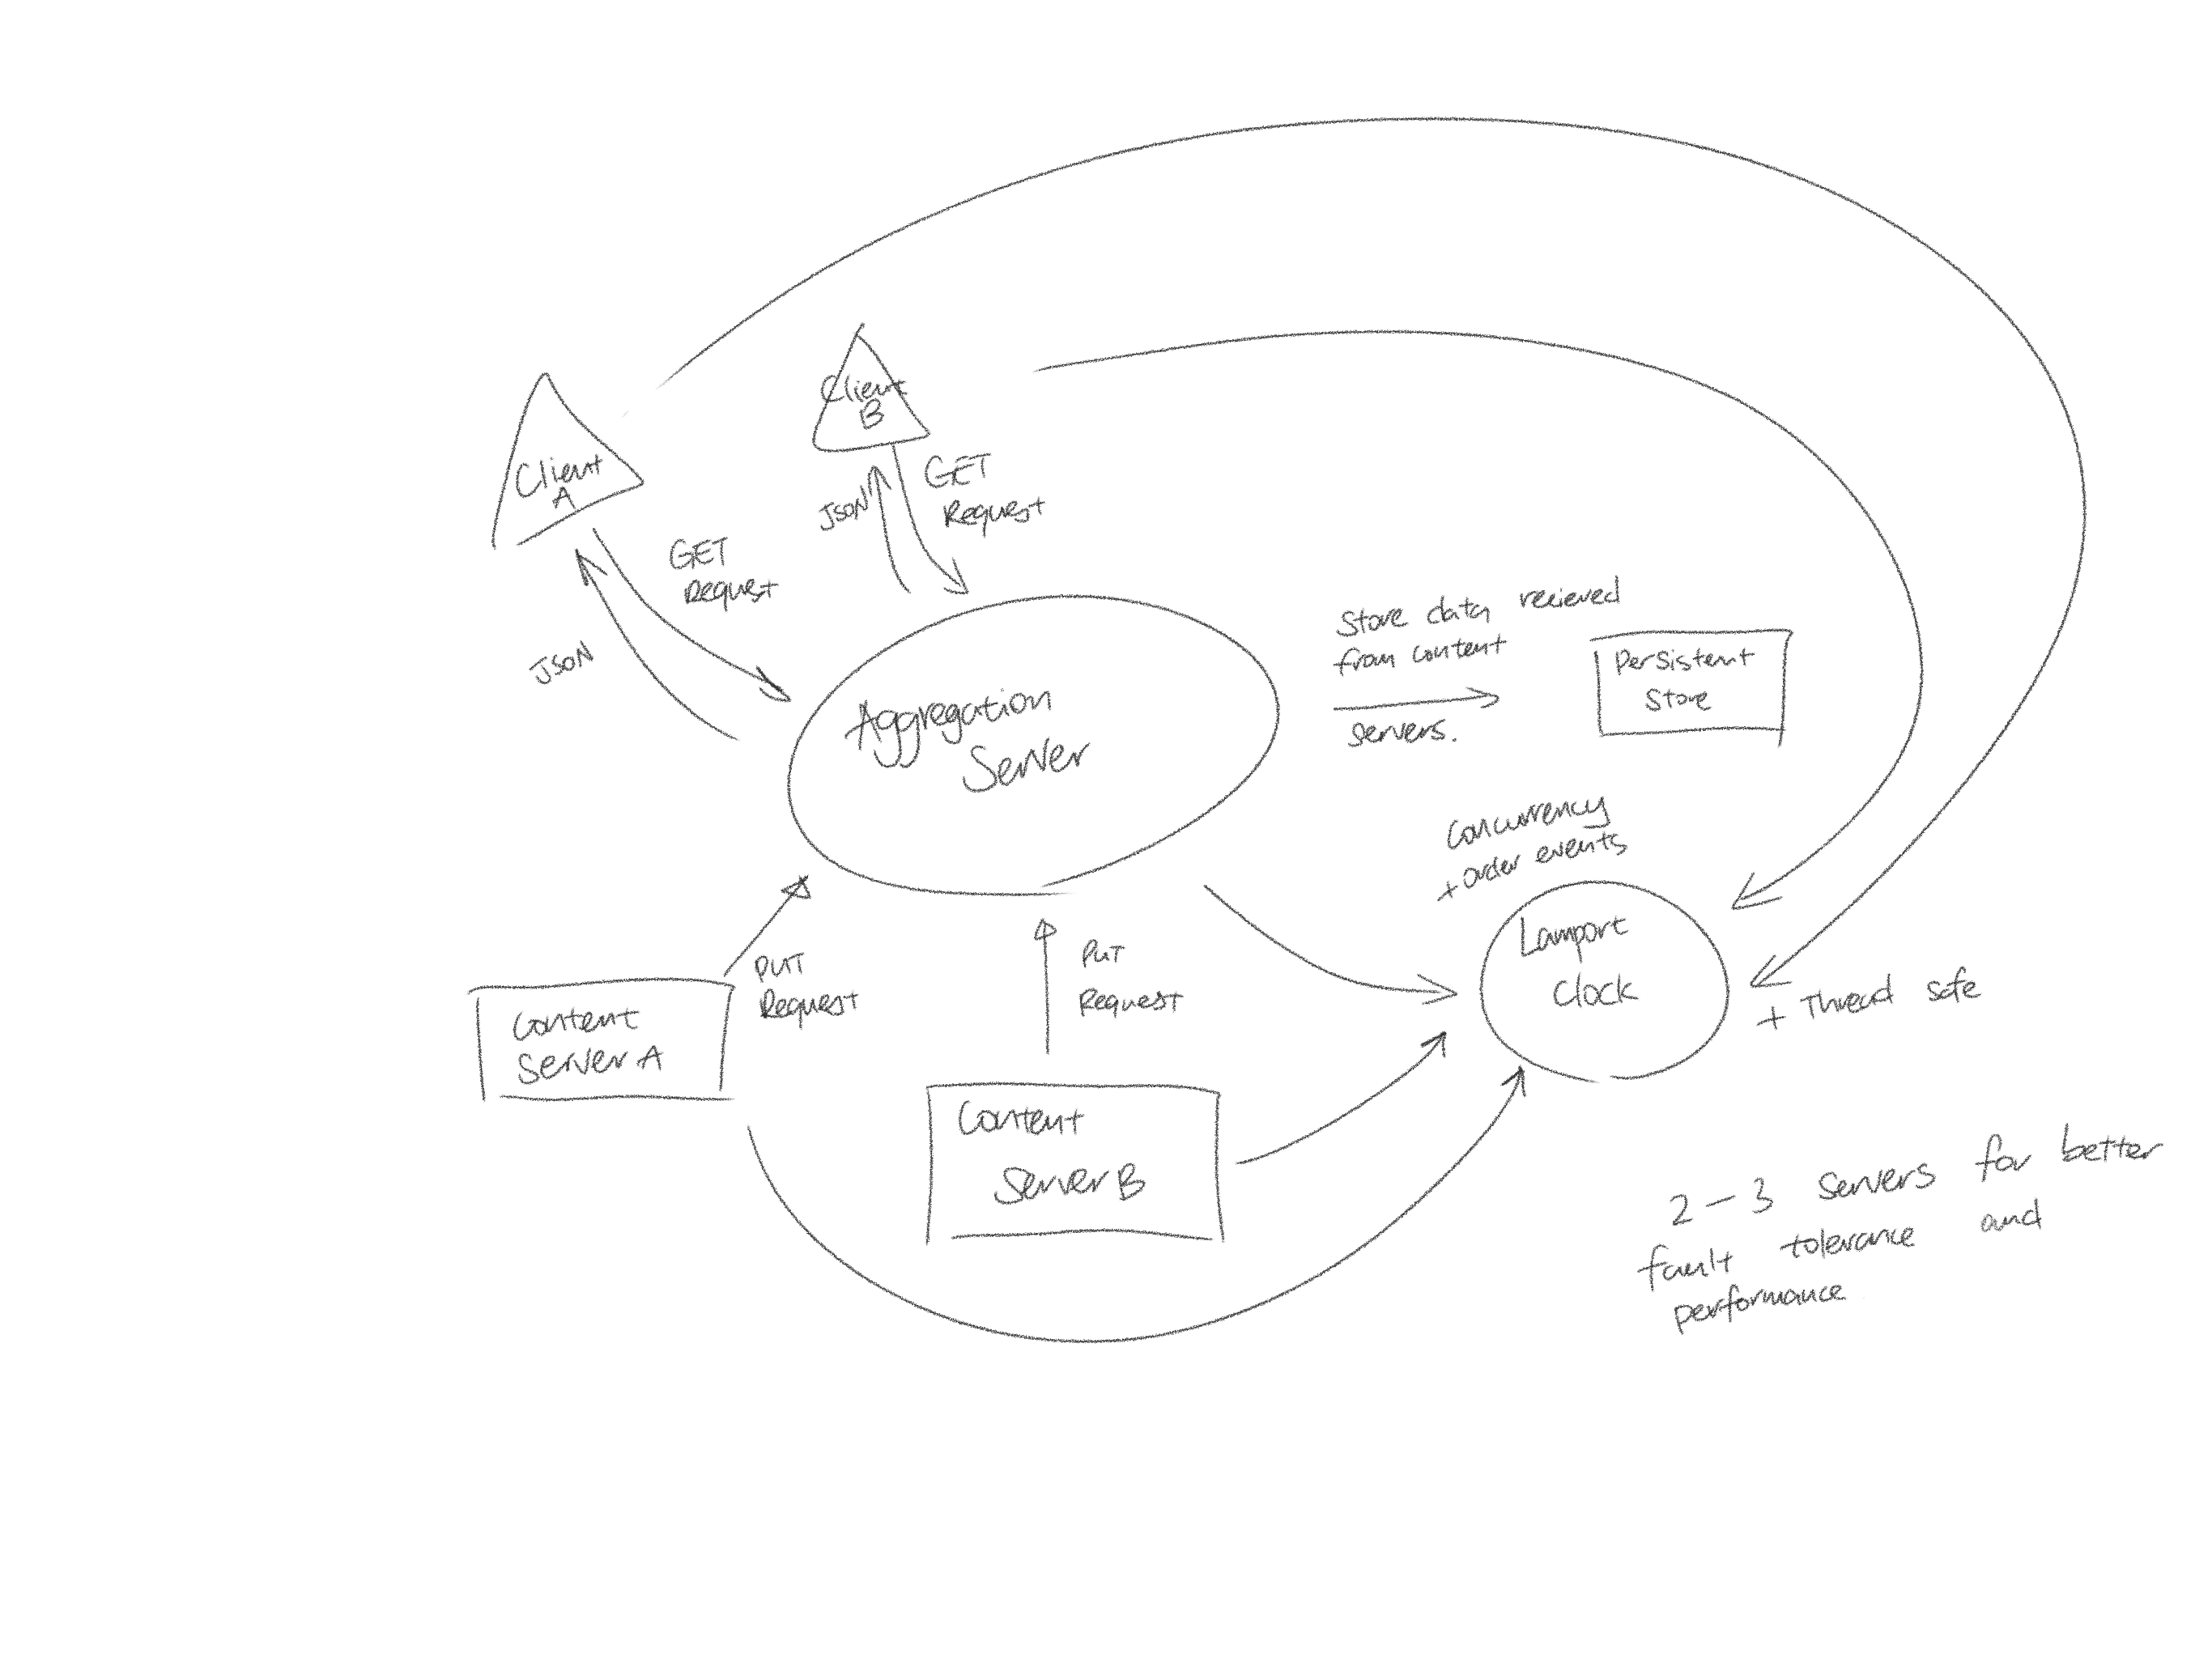 Client
B
Client
A
JSON
GET
Request
GET
Request
JSON
Store data recieved
from content
servers.
Persistent
Store
Aggregation
Server
Concurrency
+ order events
Lamport
Clock
+ Thread safe
PUT
Request
PUT
Request
Content
Server A
Content
Server B
2 - 3 servers for better
fault tolerance and
performance